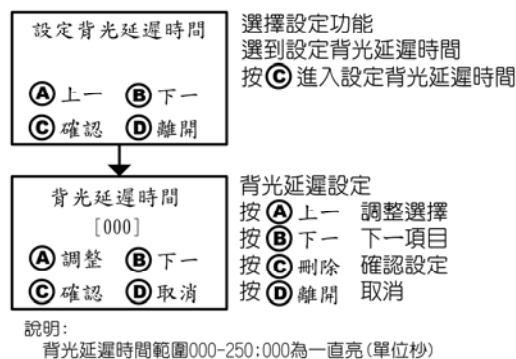 設定背光延遲時間
Ⓐ上一 Ⓑ下一
Ⓒ確認 Ⓓ離開
選擇設定功能
選到設定背光延遲時間
按Ⓒ進入設定背光延遲時間
背光延遲時間
[000]
Ⓐ調整 Ⓑ下一
Ⓒ確認 Ⓓ取消
背光延遲設定
按Ⓐ上一 調整選擇
按Ⓑ下一 下一項目
按Ⓒ刪除 確認設定
按Ⓓ離開 取消
說明:
背光延遲時間範圍000-250:000為一直亮(單位秒)